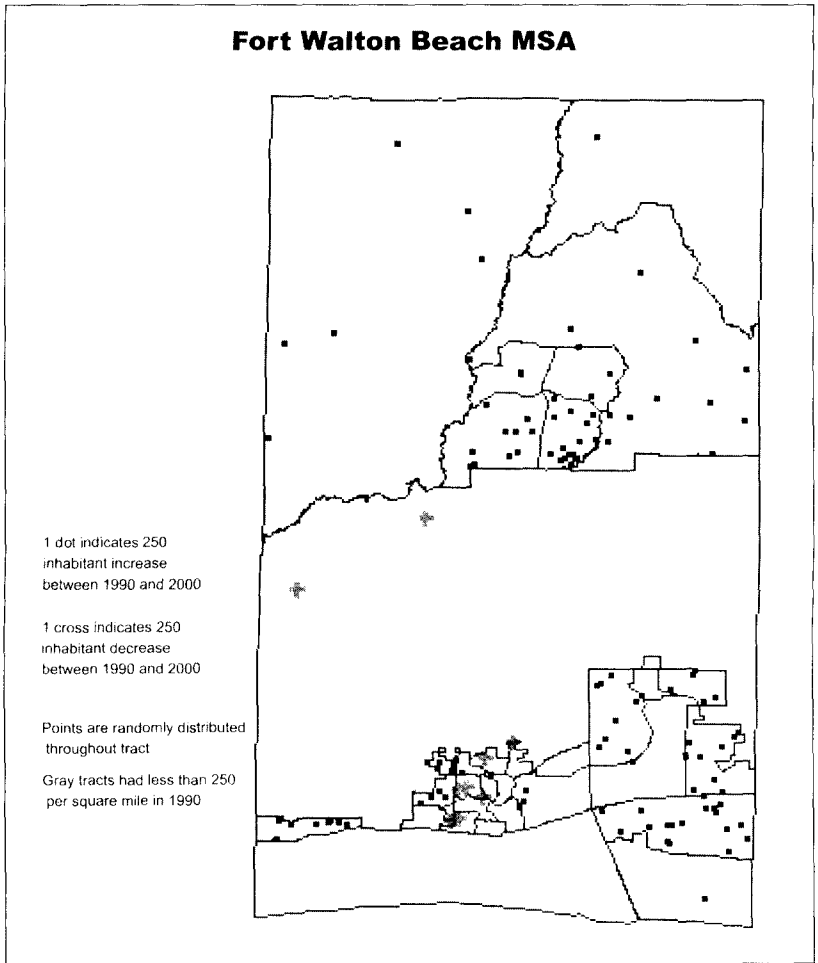 Fort Walton Beach MSA
1 dot indicates 250
inhabitant increase
between 1990 and 2000
1 cross indicates 250
inhabitant decrease
between 1990 and 2000
Points are randomly distributed
throughout tract
Gray tracts had less than 250
per square mile in 1990